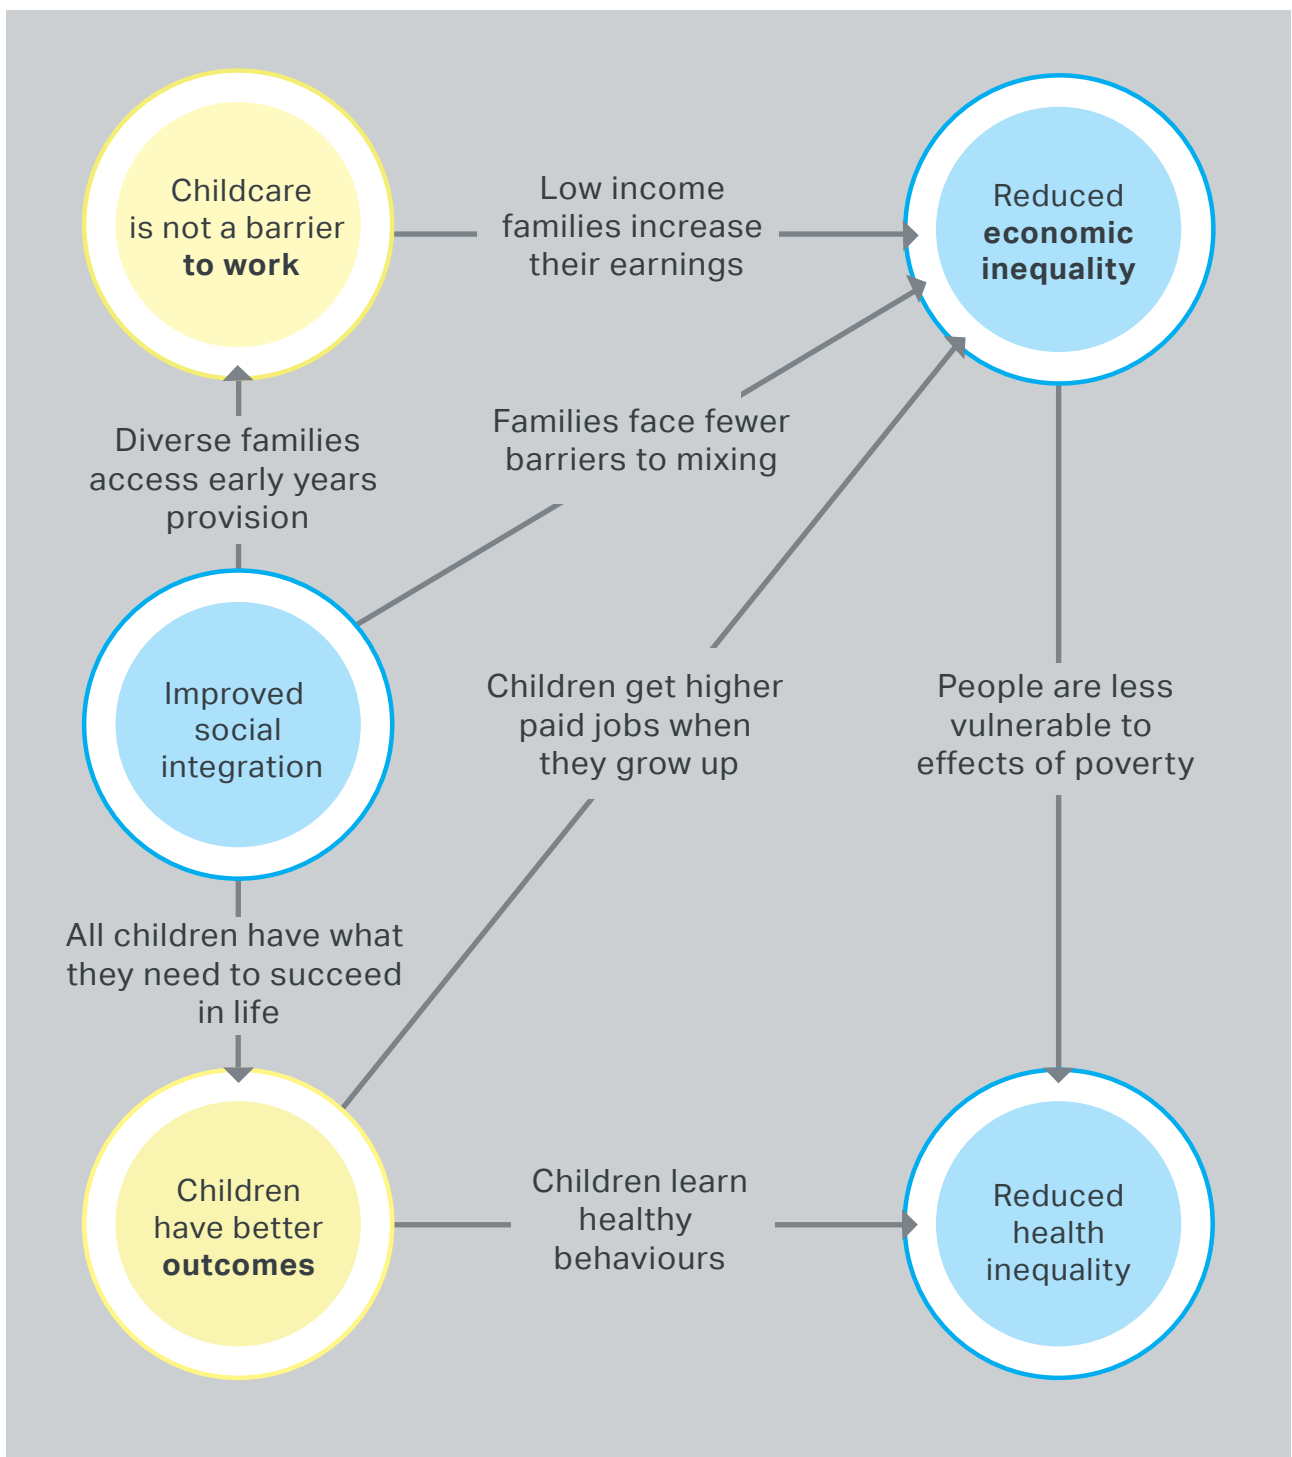 Childcare
is not a barrier
to work
Low income
families increase
their earnings
Reduced
economic
inequality
Diverse families
access early years
provision
Families face fewer
barriers to mixing
Improved
social
integration
Children get higher
paid jobs when
they grow up
People are less
vulnerable to
effects of poverty
All children have what
they need to succeed
in life
Children
have better
outcomes
Children learn
healthy
behaviours
Reduced
health
inequality